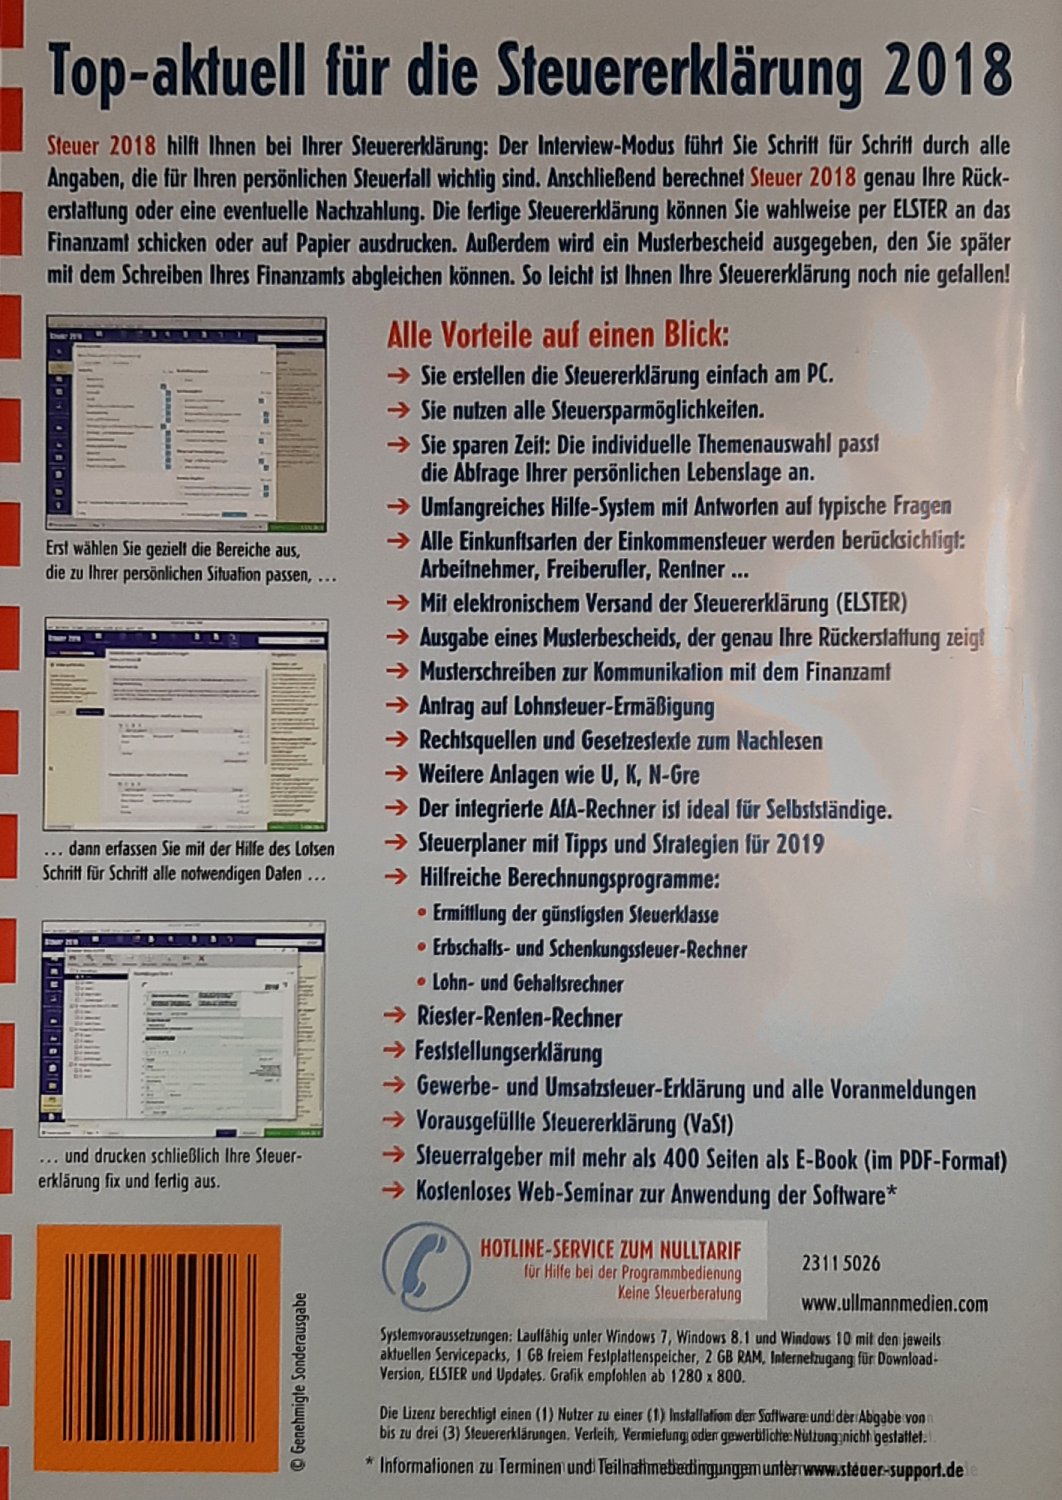 Top-aktuell für die Steuererklärung 2018
Steuer 2018 hilft Ihnen bei Ihrer Steuererklärung: Der Interview-Modus führt Sie Schritt für Schritt durch alle
Angaben, die für Ihren persönlichen Steuerfall wichtig sind. Anschließend berechnet Steuer 2018 genau Ihre Rück-
erstattung oder eine eventuelle Nachzahlung. Die fertige Steuererklärung können Sie wahlweise per ELSTER an das
Finanzamt schicken oder auf Papier ausdrucken. Außerdem wird ein Musterbescheid ausgegeben, den Sie später
mit dem Schreiben Ihres Finanzamts abgleichen können. So leicht ist Ihnen Ihre Steuererklärung noch nie gefallen!
Steuer 2018
Erst wählen Sie gezielt die Bereiche aus,
die zu Ihrer persönlichen Situation passen, ...
Steuer 2018
... dann erfassen Sie mit der Hilfe des Lotsen
Schritt für Schritt alle notwendigen Daten ...
Steuer 2018
2018
... und drucken schließlich Ihre Steuer-
erklärung fix und fertig aus.
Alle Vorteile auf einen Blick:
→ Sie erstellen die Steuererklärung einfach am PC.
→ Sie nutzen alle Steuersparmöglichkeiten.
→ Sie sparen Zeit: Die individuelle Themenauswahl passt
die Abfrage Ihrer persönlichen Lebenslage an.
→ Umfangreiches Hilfe-System mit Antworten auf typische Fragen
→ Alle Einkunftsarten der Einkommensteuer werden berücksichtigt:
Arbeitnehmer, Freiberufler, Rentner ...
→ Mit elektronischem Versand der Steuererklärung (ELSTER)
→ Ausgabe eines Musterbescheids, der genau Ihre Rückerstattung zeigt
→ Musterschreiben zur Kommunikation mit dem Finanzamt
→ Antrag auf Lohnsteuer-Ermäßigung
→ Rechtsquellen und Gesetzestexte zum Nachlesen
→ Weitere Anlagen wie U, K, N-Gre
→ Der integrierte AfA-Rechner ist ideal für Selbstständige.
→ Steuerplaner mit Tipps und Strategien für 2019
→ Hilfreiche Berechnungsprogramme:
• Ermittlung der günstigsten Steuerklasse
• Erbschafts- und Schenkungssteuer-Rechner
• Lohn- und Gehaltsrechner
→ Riester-Renten-Rechner
→ Feststellungserklärung
→ Gewerbe- und Umsatzsteuer-Erklärung und alle Voranmeldungen
→ Vorausgefüllte Steuererklärung (VaSt)
→ Steuerratgeber mit mehr als 400 Seiten als E-Book (im PDF-Format)
→ Kostenloses Web-Seminar zur Anwendung der Software*
HOTLINE-SERVICE ZUM NULLTARIF
für Hilfe bei der Programmbedienung
Keine Steuerberatung
2311 5026
www.ullmannmedien.com
© Genehmigte Sonderausgabe
Systemvoraussetzungen: Lauffähig unter Windows 7, Windows 8.1 und Windows 10 mit den jeweils
aktuellen Servicepacks, 1 GB freiem Festplattenspeicher, 2 GB RAM, Internetzugang für Download-
Version, ELSTER und Updates. Grafik empfohlen ab 1280 x 800.
Die Lizenz berechtigt einen (1) Nutzer zu einer (1) Installation der Software und der Abgabe von
bis zu drei (3) Steuererklärungen. Verleih, Vermietung oder gewerbliche Nutzung nicht gestattet.
* Informationen zu Terminen und Teilnahmebedingungen unter www.steuer-support.de